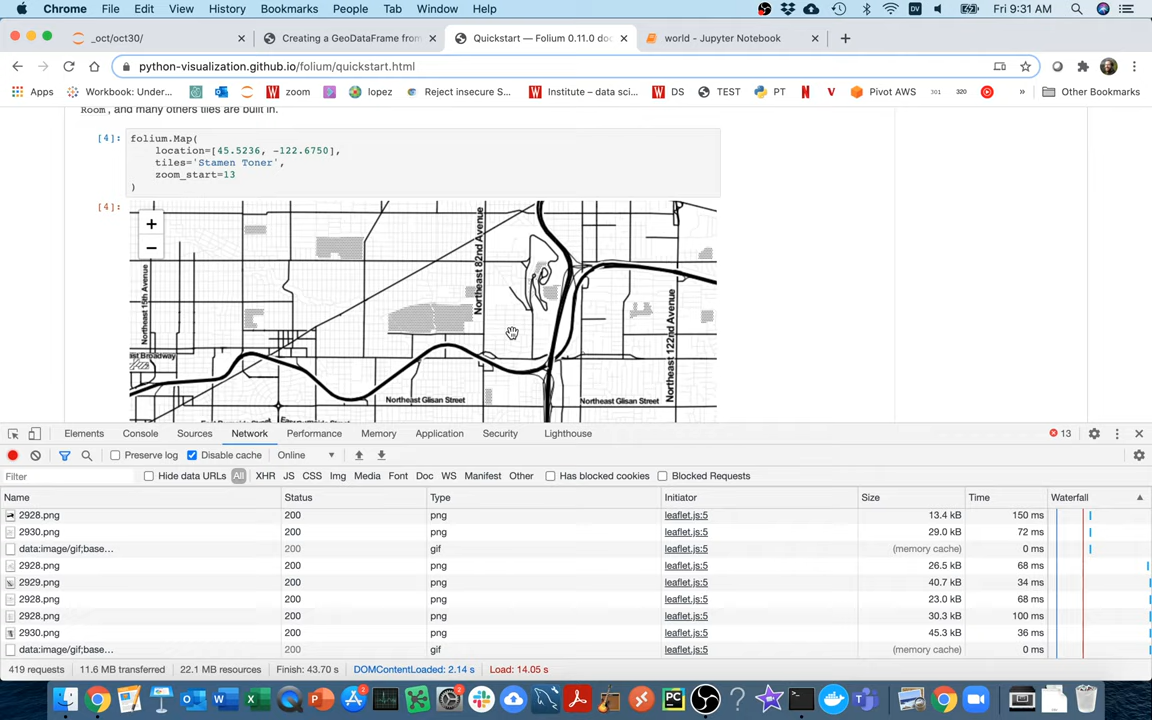 Chrome File Edit View History Bookmarks People Tab Window Help DV Fri 9:31 AM
_oct/oct30/ Creating a GeoDataFrame from Quickstart — Folium 0.11.0 doc world - Jupyter Notebook
python-visualization.github.io/folium/quickstart.html
Apps Workbook: Under... zoom lopez Reject insecure S... Institute – data sci... DS TEST PT Pivot AWS 301 320 Other Bookmarks
Room, and many others tiles are built in.
[4]: folium.Map(
location=[45.5236, -122.6750],
tiles='Stamen Toner',
zoom_start=13
)
[4]:
+
−
Northeast 15th Avenue
Northeast 82nd Avenue
Northeast 122nd Avenue
ast Broadway
Northeast Glisan Street Northeast Glisan Street
Elements Console Sources Network Performance Memory Application Security Lighthouse 13
Preserve log Disable cache Online
Filter Hide data URLs All XHR JS CSS Img Media Font Doc WS Manifest Other Has blocked cookies Blocked Requests
Name Status Type Initiator Size Time Waterfall
2928.png 200 png leaflet.js:5 13.4 kB 150 ms
2930.png 200 png leaflet.js:5 29.0 kB 72 ms
data:image/gif;base... 200 gif leaflet.js:5 (memory cache) 0 ms
2928.png 200 png leaflet.js:5 26.5 kB 68 ms
2929.png 200 png leaflet.js:5 40.7 kB 34 ms
2928.png 200 png leaflet.js:5 23.0 kB 68 ms
2928.png 200 png leaflet.js:5 30.3 kB 100 ms
2930.png 200 png leaflet.js:5 45.3 kB 36 ms
data:image/gif;base... 200 gif leaflet.js:5 (memory cache) 0 ms
419 requests 11.6 MB transferred 22.1 MB resources Finish: 43.70 s DOMContentLoaded: 2.14 s Load: 14.05 s